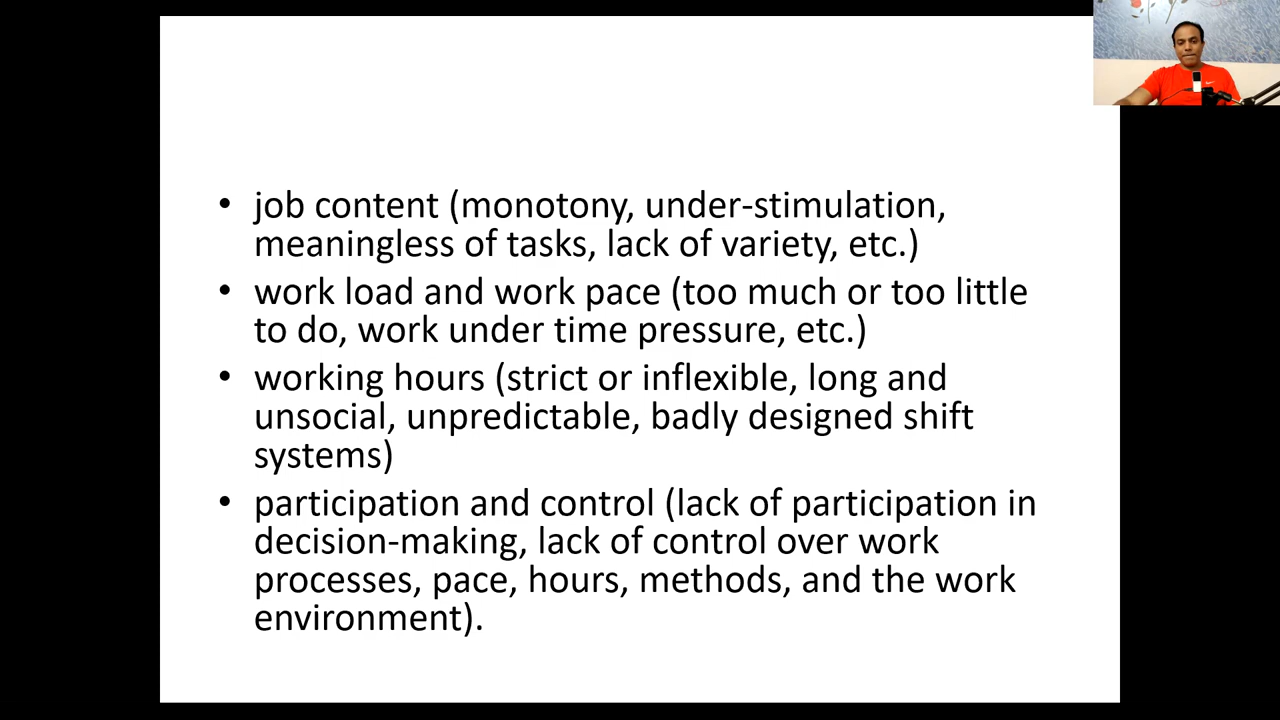 • job content (monotony, under-stimulation,
meaningless of tasks, lack of variety, etc.)
• work load and work pace (too much or too little
to do, work under time pressure, etc.)
• working hours (strict or inflexible, long and
unsocial, unpredictable, badly designed shift
systems)
• participation and control (lack of participation in
decision-making, lack of control over work
processes, pace, hours, methods, and the work
environment).